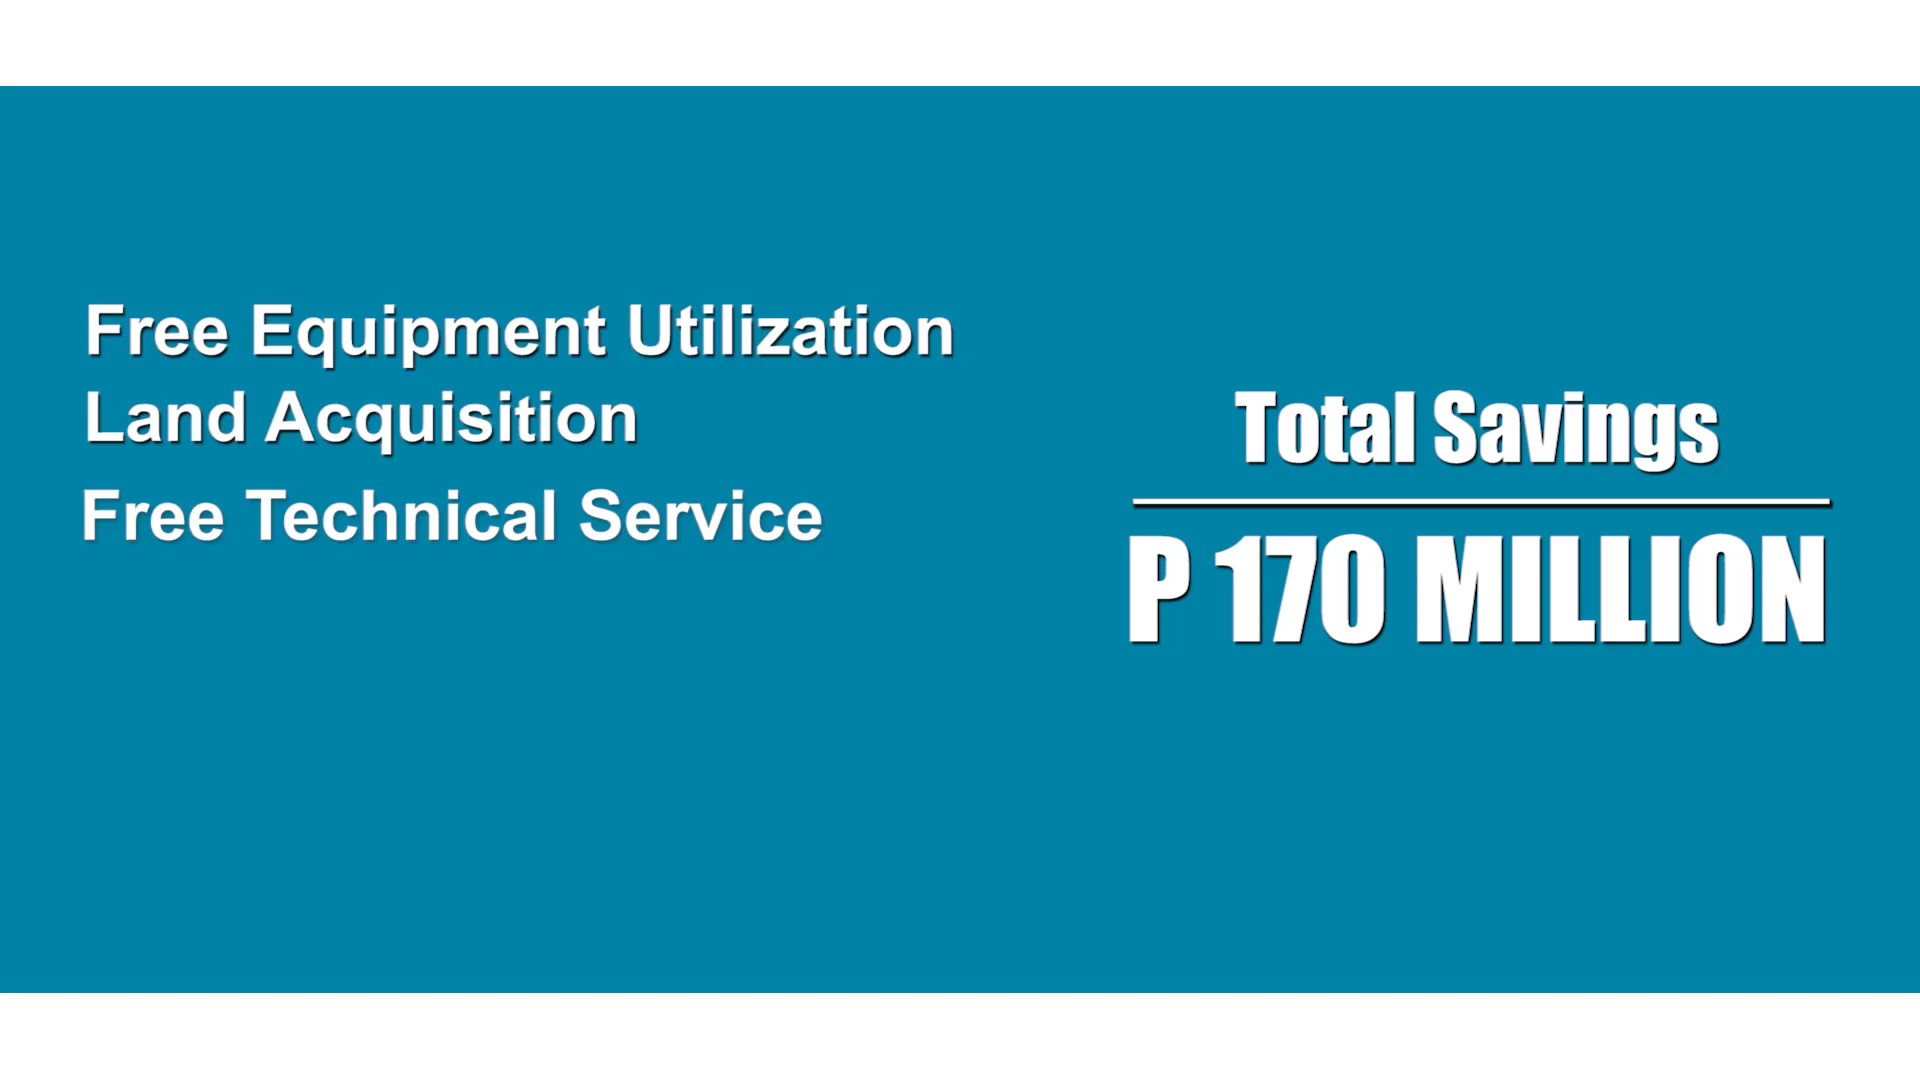 Free Equipment Utilization
Land Acquisition
Free Technical Service
Total Savings
P 170 MILLION